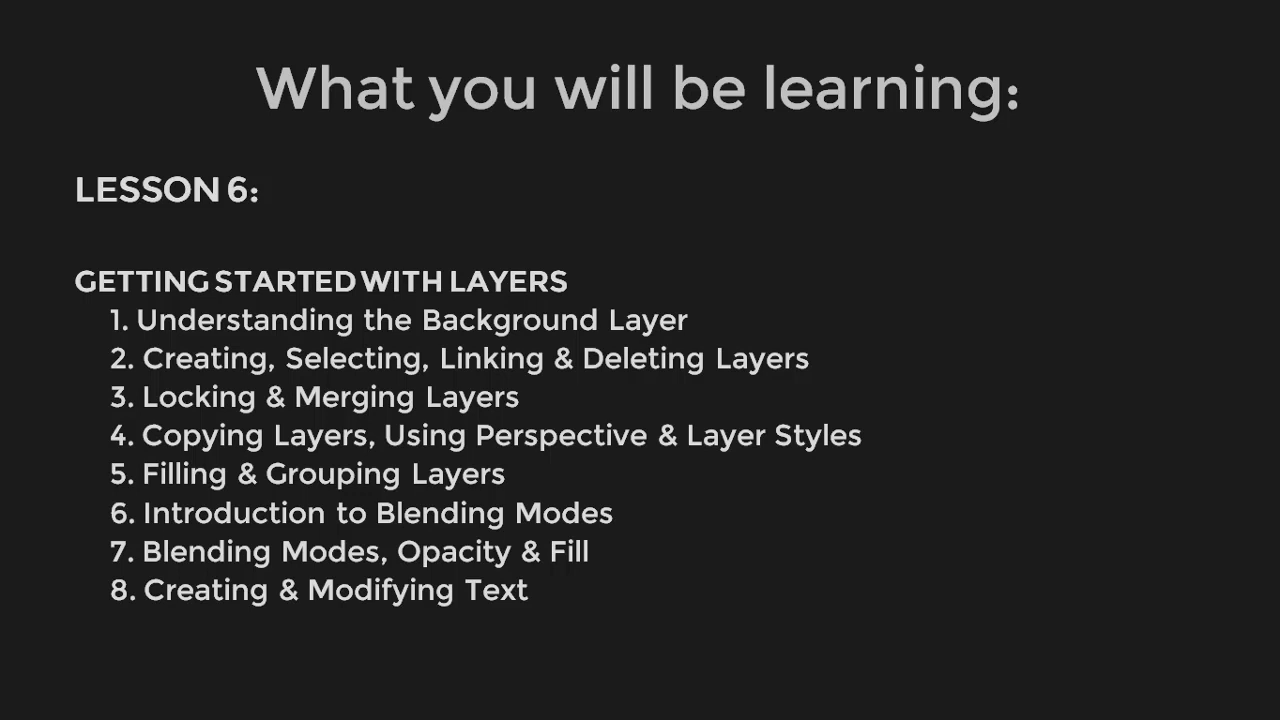 What you will be learning:
LESSON 6:
GETTING STARTED WITH LAYERS
1. Understanding the Background Layer
2. Creating, Selecting, Linking & Deleting Layers
3. Locking & Merging Layers
4. Copying Layers, Using Perspective & Layer Styles
5. Filling & Grouping Layers
6. Introduction to Blending Modes
7. Blending Modes, Opacity & Fill
8. Creating & Modifying Text